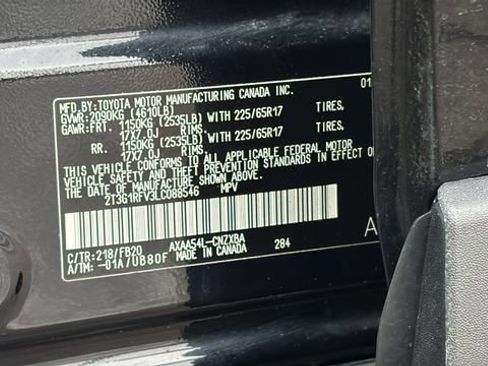 MFD.BY: TOYOTA MOTOR MANUFACTURING CANADA INC. 01
GVWR: 2090KG (4610LB)
GAWR: FRT. 1150KG (2535LB) WITH 225/65R17 TIRES,
17X7.0J RIMS,
RR. 1150KG (2535LB) WITH 225/65R17 TIRES,
17X7.0J RIMS,
THIS VEHICLE CONFORMS TO ALL APPLICABLE FEDERAL MOTOR
VEHICLE SAFETY AND THEFT PREVENTION STANDARDS IN
EFFECT ON THE DATE OF MANUFACTURE SHOWN ABOVE.
2T3G1RFV3LC088546 MPV
A
C/TR: 218/FB20 AXAA54L-CNZXBA 284
A/TM: -01A/UB80F MADE IN CANADA